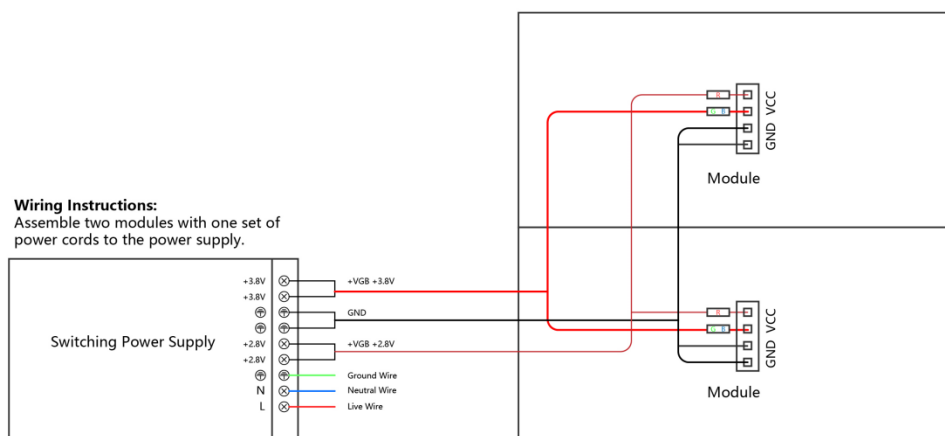 R
VCC
G B
GND
Module
Wiring Instructions:
Assemble two modules with one set of
power cords to the power supply.
+3.8V
+VGB +3.8V
+3.8V
GND
R
VCC
G B
GND
Switching Power Supply
+2.8V
+VGB +2.8V
+2.8V
Ground Wire
Module
N
Neutral Wire
L
Live Wire